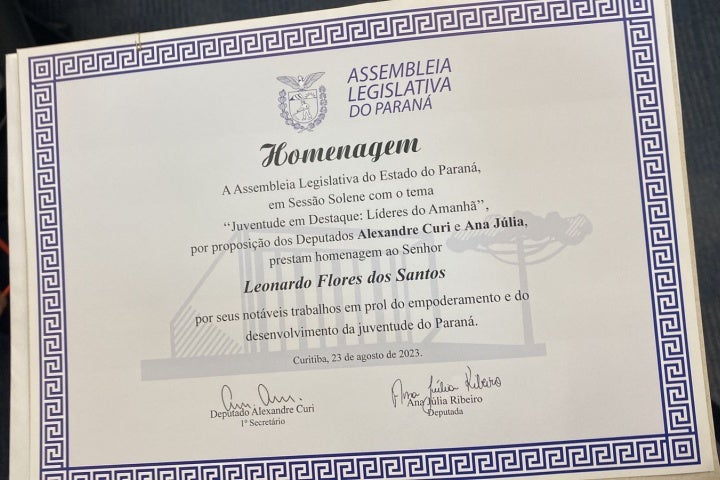 ASSEMBLEIA
LEGISLATIVA
DO PARANÁ
Homenagem
A Assembleia Legislativa do Estado do Paraná,
em Sessão Solene com o tema
“Juventude em Destaque: Líderes do Amanhã”,
por proposição dos Deputados Alexandre Curi e Ana Júlia,
prestam homenagem ao Senhor
Leonardo Flores dos Santos
por seus notáveis trabalhos em prol do empoderamento e do
desenvolvimento da juventude do Paraná.
Curitiba, 23 de agosto de 2023.
Deputado Alexandre Curi
1º Secretário
Ana Júlia Ribeiro
Ana Júlia Ribeiro
Deputada